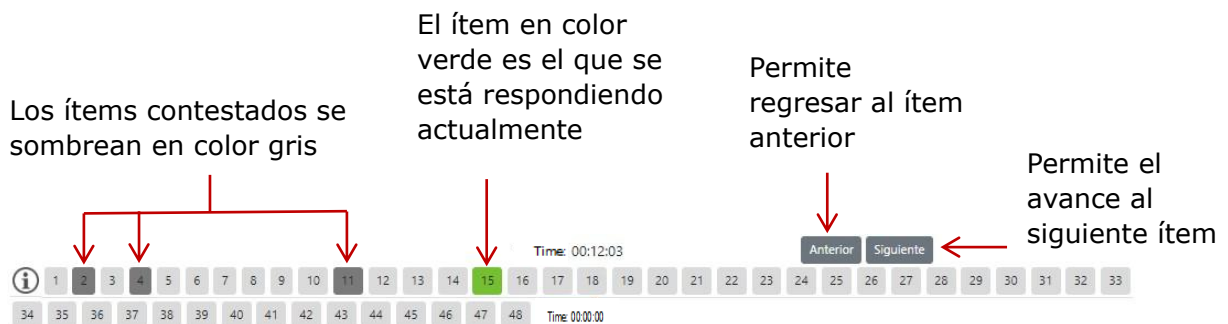 El ítem en color
verde es el que se
está respondiendo
actualmente
Permite
regresar al ítem
anterior
Los ítems contestados se
sombrean en color gris
Permite el
avance al
siguiente ítem
Time: 00:12:03
Anterior Siguiente
i 1 2 3 4 5 6 7 8 9 10 11 12 13 14 15 16 17 18 19 20 21 22 23 24 25 26 27 28 29 30 31 32 33
34 35 36 37 38 39 40 41 42 43 44 45 46 47 48 Time: 00:00:00